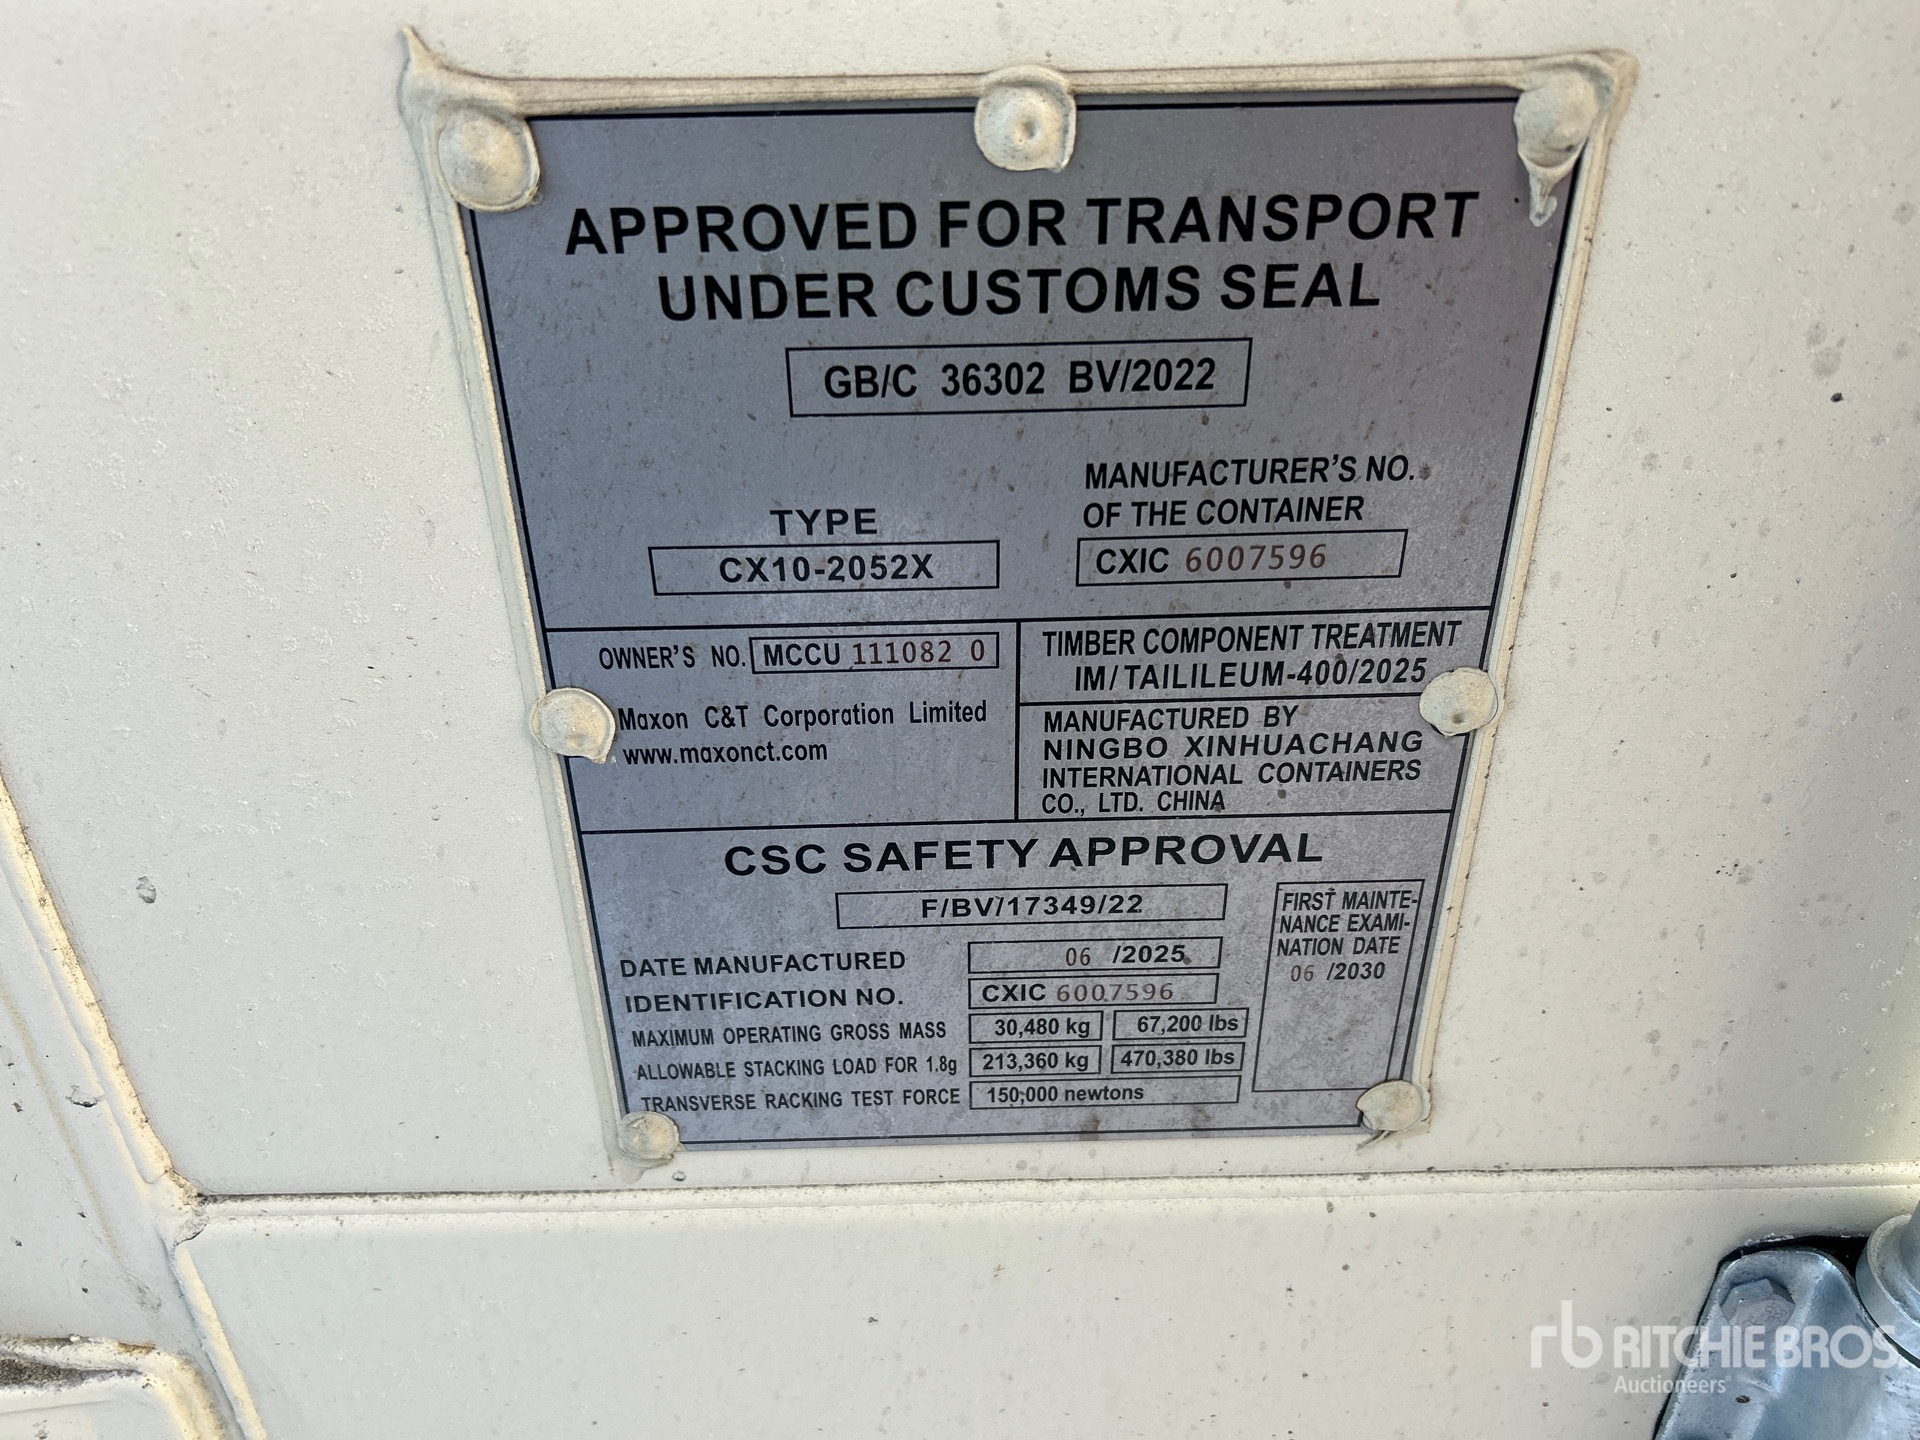 APPROVED FOR TRANSPORT
UNDER CUSTOMS SEAL
GB/C 36302 BV/2022
TYPE
CX10-2052X
MANUFACTURER'S NO.
OF THE CONTAINER
CXIC 6007596
OWNER'S NO. MCCU 111082 0
Maxon C&T Corporation Limited
www.maxonct.com
TIMBER COMPONENT TREATMENT
IM/TAILILEUM-400/2025
MANUFACTURED BY
NINGBO XINHUACHANG
INTERNATIONAL CONTAINERS
CO., LTD. CHINA
CSC SAFETY APPROVAL
F/BV/17349/22
DATE MANUFACTURED 06 /2025
IDENTIFICATION NO. CXIC 6007596
MAXIMUM OPERATING GROSS MASS 30,480 kg 67,200 lbs
ALLOWABLE STACKING LOAD FOR 1.8g 213,360 kg 470,380 lbs
TRANSVERSE RACKING TEST FORCE 150,000 newtons
FIRST MAINTE-
NANCE EXAMI-
NATION DATE
06 /2030
rb RITCHIE BROS
Auctioneers